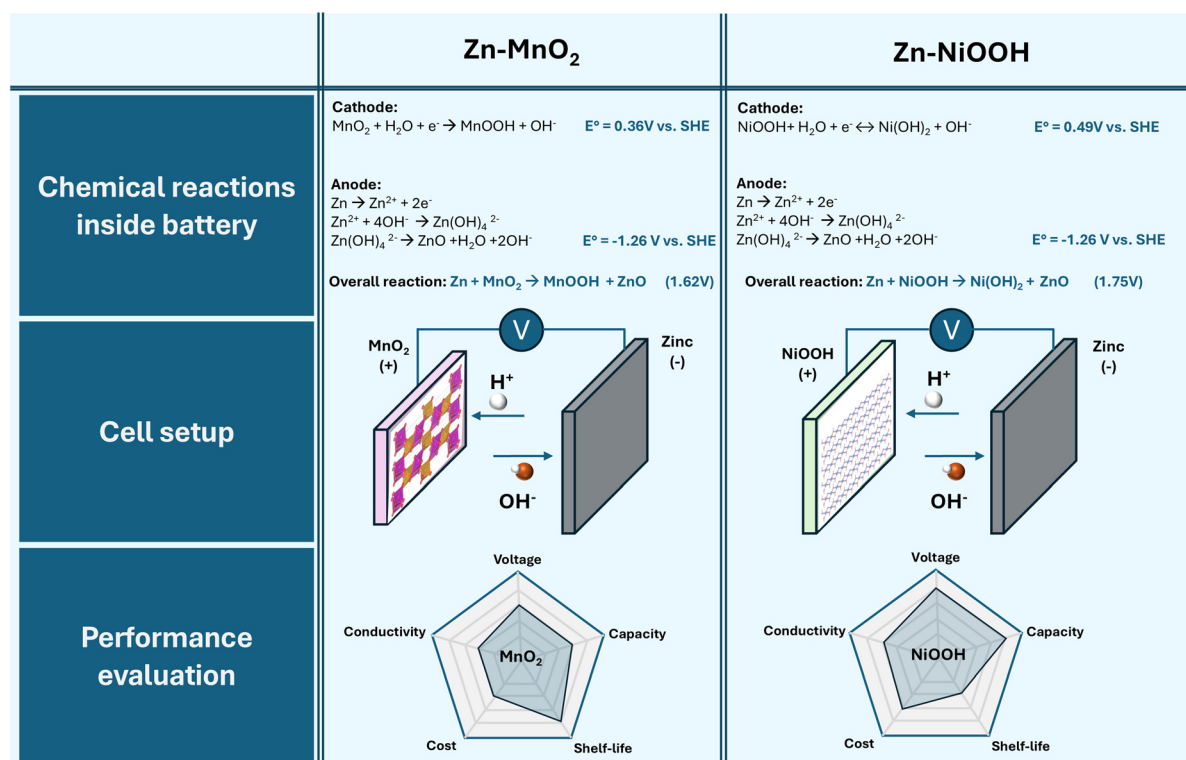 Zn-MnO₂
Zn-NiOOH
Chemical reactions
inside battery
Cathode:
MnO₂ + H₂O + e⁻ → MnOOH + OH⁻ E° = 0.36V vs. SHE
Anode:
Zn → Zn²⁺ + 2e⁻
Zn²⁺ + 4OH⁻ → Zn(OH)₄ ²⁻
Zn(OH)₄ ²⁻ → ZnO +H₂O +2OH⁻ E° = -1.26 V vs. SHE
Overall reaction: Zn + MnO₂ → MnOOH + ZnO (1.62V)
Cathode:
NiOOH+ H₂O + e⁻ ↔ Ni(OH)₂ + OH⁻ E° = 0.49V vs. SHE
Anode:
Zn → Zn²⁺ + 2e⁻
Zn²⁺ + 4OH⁻ → Zn(OH)₄ ²⁻
Zn(OH)₄ ²⁻ → ZnO +H₂O +2OH⁻ E° = -1.26 V vs. SHE
Overall reaction: Zn + NiOOH → Ni(OH)₂ + ZnO (1.75V)
Cell setup
V
MnO₂
(+)
Zinc
(-)
H⁺
OH⁻
V
NiOOH
(+)
Zinc
(-)
H⁺
OH⁻
Performance
evaluation
Voltage
Conductivity
Capacity
MnO₂
Cost
Shelf-life
Voltage
Conductivity
Capacity
NiOOH
Cost
Shelf-life